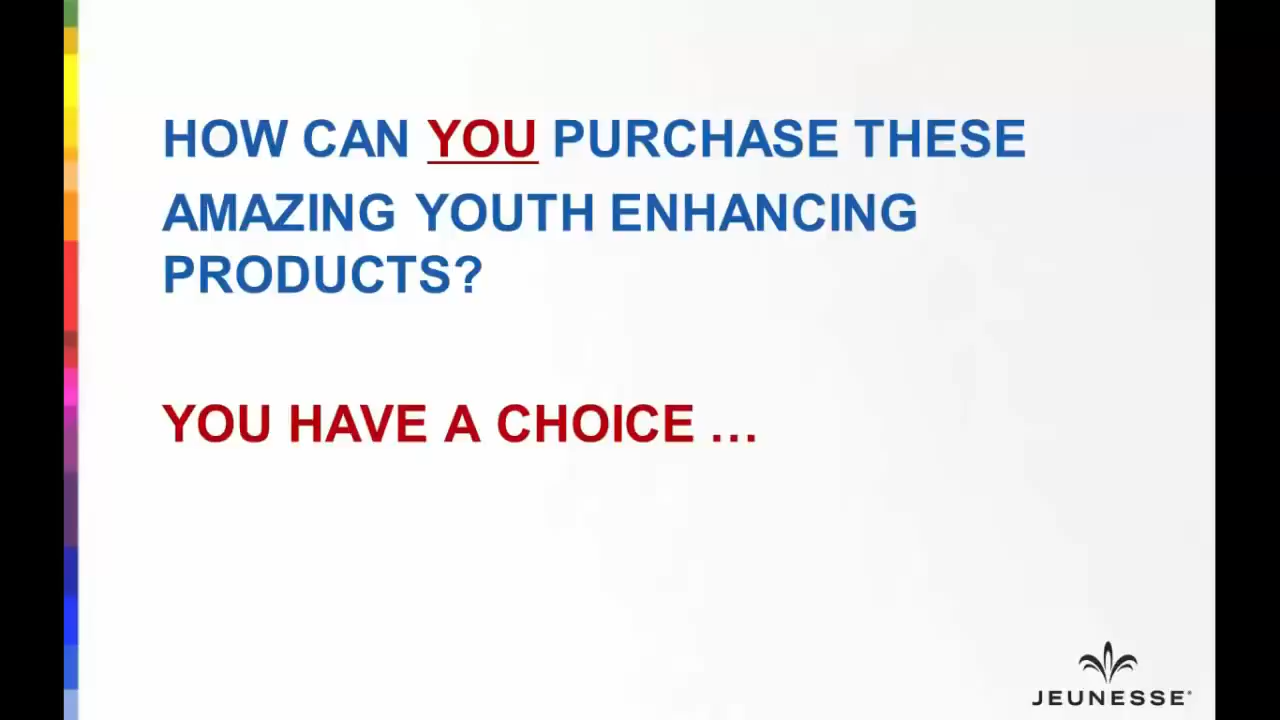 HOW CAN YOU PURCHASE THESE
AMAZING YOUTH ENHANCING
PRODUCTS?
YOU HAVE A CHOICE ...
JEUNESSE®